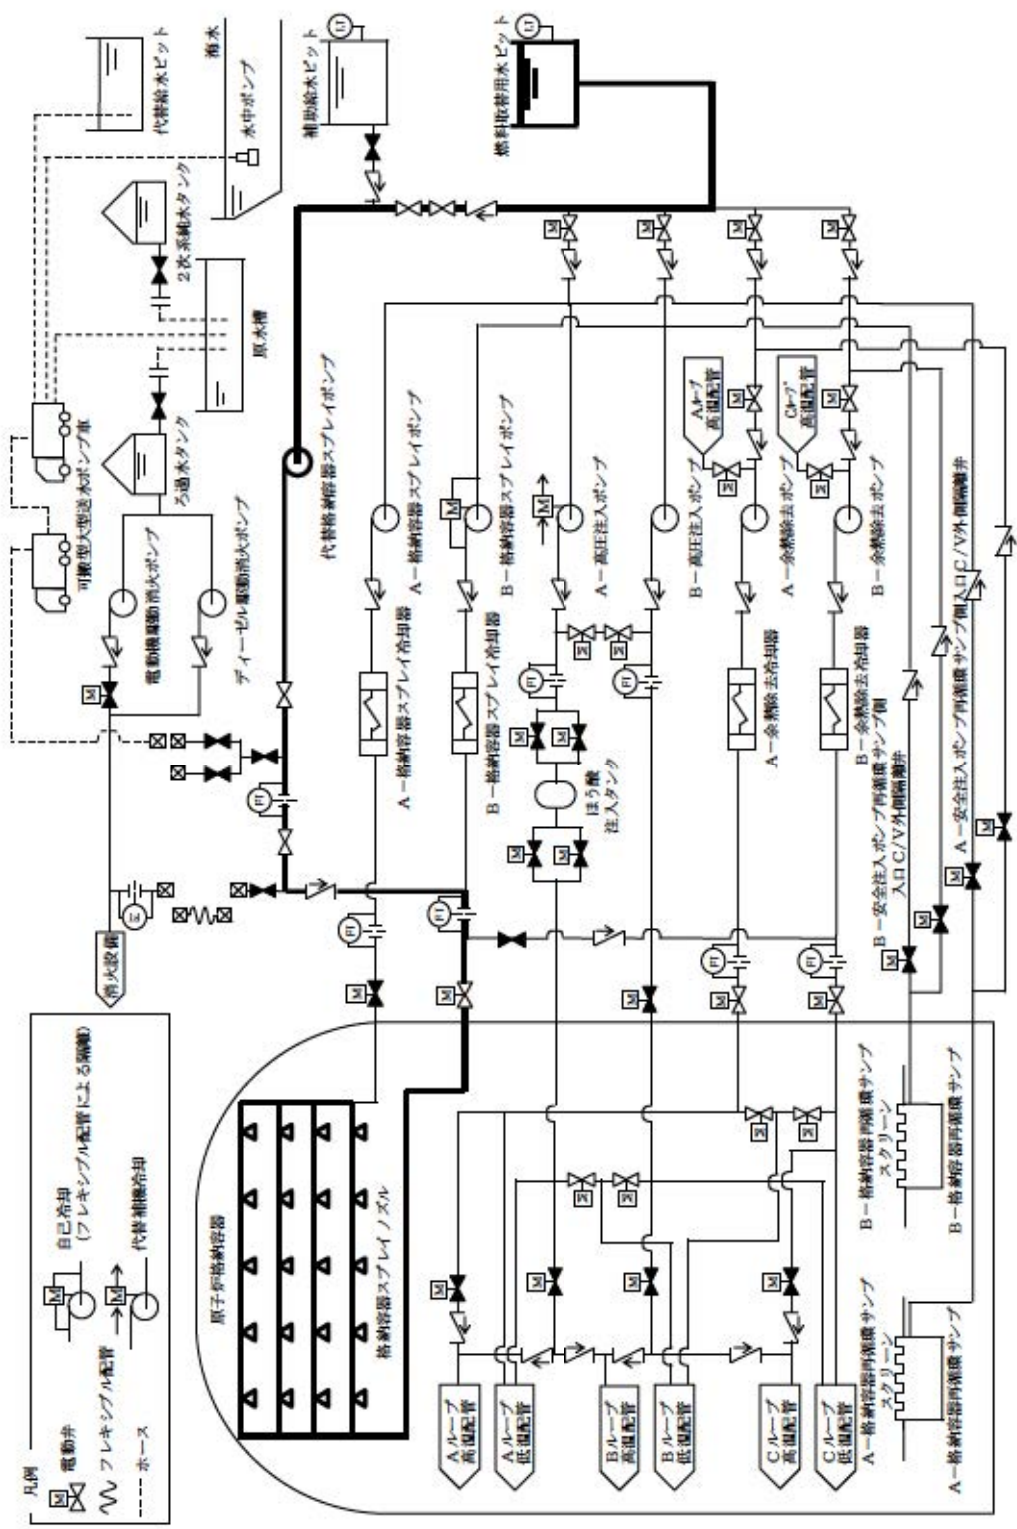 凡例
M
電動弁
フレキシブル配管
ホース
M
自己冷却
(フレキシブル配管による隔離)
M
代替補機冷却
消火設備
可搬型大型送水ポンプ車
電動機駆動消火ポンプ
ディーゼル駆動消火ポンプ
ろ過水タンク
2次系純水タンク
原水槽
代替給水ピット
海水
水中ポンプ
補助給水ピット
燃料取替用水ピット
代替格納容器スプレイポンプ
A-格納容器スプレイポンプ
B-格納容器スプレイポンプ
A-高圧注入ポンプ
B-高圧注入ポンプ
A-余熱除去ポンプ
B-余熱除去ポンプ
Aループ
高温配管
Cループ
高温配管
A-格納容器スプレイ冷却器
B-格納容器スプレイ冷却器
ほう酸
注入タンク
A-余熱除去冷却器
B-余熱除去冷却器
B-安全注入ポンプ再循環サンプ側
入口C/V外側隔離弁
A-安全注入ポンプ再循環サンプ側入口C/V外側隔離弁
原子炉格納容器
格納容器スプレイノズル
Aループ
高温配管
Aループ
低温配管
Bループ
高温配管
Bループ
低温配管
Cループ
高温配管
Cループ
低温配管
B-格納容器再循環サンプ
スクリーン
B-格納容器再循環サンプ
A-格納容器再循環サンプ
スクリーン
A-格納容器再循環サンプ